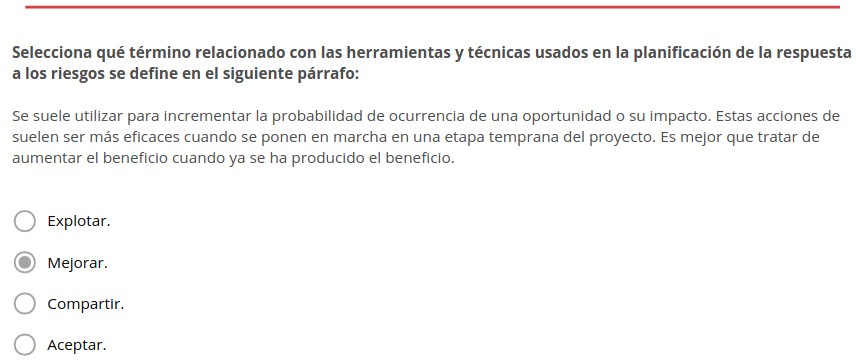 Selecciona qué término relacionado con las herramientas y técnicas usados en la planificación de la respuesta
a los riesgos se define en el siguiente párrafo:
Se suele utilizar para incrementar la probabilidad de ocurrencia de una oportunidad o su impacto. Estas acciones de
suelen ser más eficaces cuando se ponen en marcha en una etapa temprana del proyecto. Es mejor que tratar de
aumentar el beneficio cuando ya se ha producido el beneficio.
Explotar.
Mejorar.
Compartir.
Aceptar.